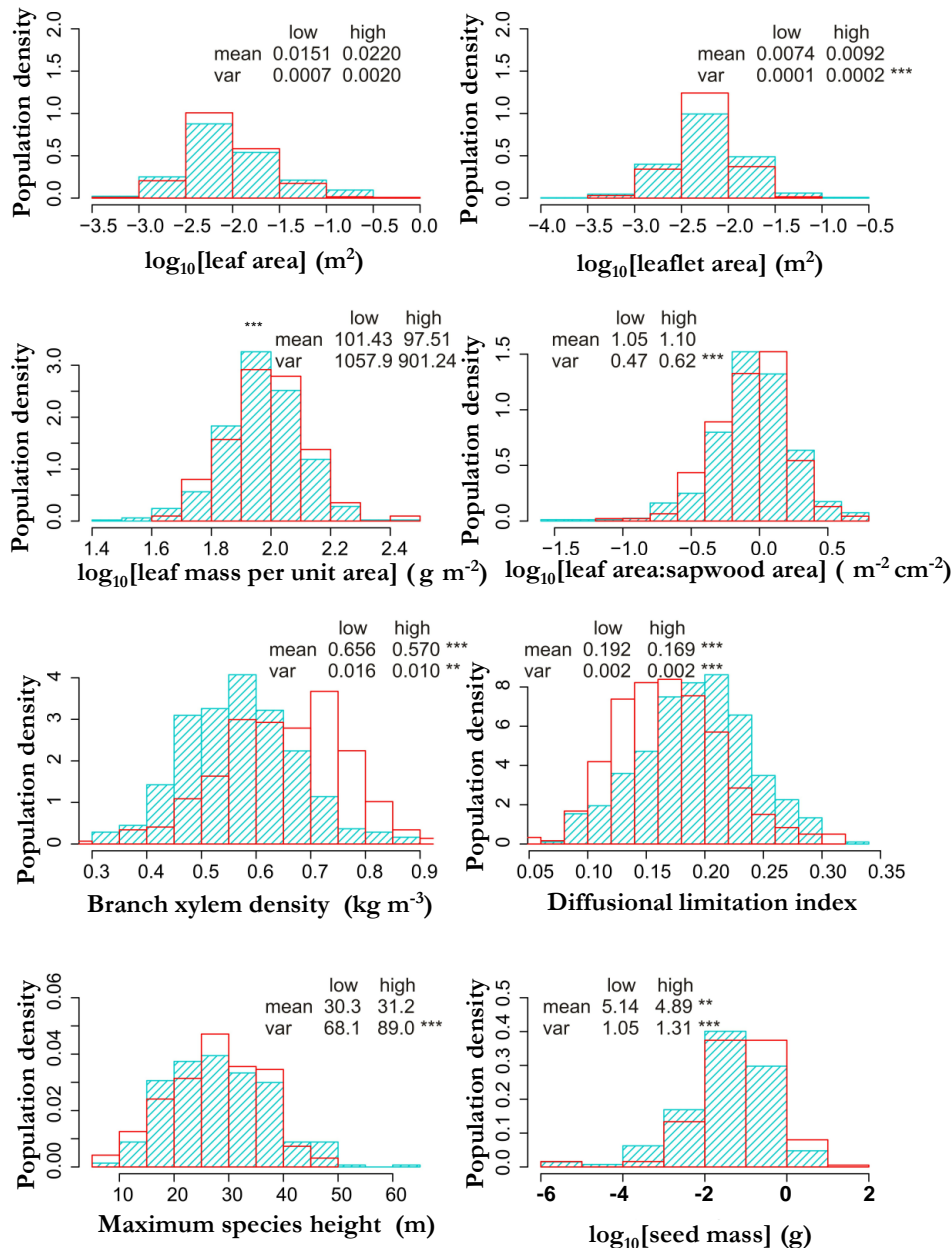 low high
mean 0.0151 0.0220
var 0.0007 0.0020
Population density
0.0 0.5 1.0 1.5 2.0
−3.5 −3.0 −2.5 −2.0 −1.5 −1.0 −0.5 0.0
log₁₀[leaf area] (m²)
low high
mean 0.0074 0.0092
var 0.0001 0.0002 ***
Population density
0.0 0.5 1.0 1.5 2.0
−4.0 −3.5 −3.0 −2.5 −2.0 −1.5 −1.0 −0.5
log₁₀[leaflet area] (m²)
***
low high
mean 101.43 97.51
var 1057.9 901.24
Population density
0.0 1.0 2.0 3.0
1.4 1.6 1.8 2.0 2.2 2.4
log₁₀[leaf mass per unit area] ( g m⁻²)
low high
mean 1.05 1.10
var 0.47 0.62 ***
Population density
0.0 0.5 1.0 1.5
−1.5 −1.0 −0.5 0.0 0.5
log₁₀[leaf area:sapwood area] ( m⁻² cm⁻²)
low high
mean 0.656 0.570 ***
var 0.016 0.010 **
Population density
0 1 2 3 4
0.3 0.4 0.5 0.6 0.7 0.8 0.9
Branch xylem density (kg m⁻³)
low high
mean 0.192 0.169 ***
var 0.002 0.002 ***
Population density
0 2 4 6 8
0.05 0.10 0.15 0.20 0.25 0.30 0.35
Diffusional limitation index
low high
mean 30.3 31.2
var 68.1 89.0 ***
Population density
0.00 0.02 0.04 0.06
10 20 30 40 50 60
Maximum species height (m)
low high
mean 5.14 4.89 **
var 1.05 1.31 ***
Population density
0.0 0.1 0.2 0.3 0.4 0.5
-6 -4 -2 0 2
log₁₀[seed mass] (g)